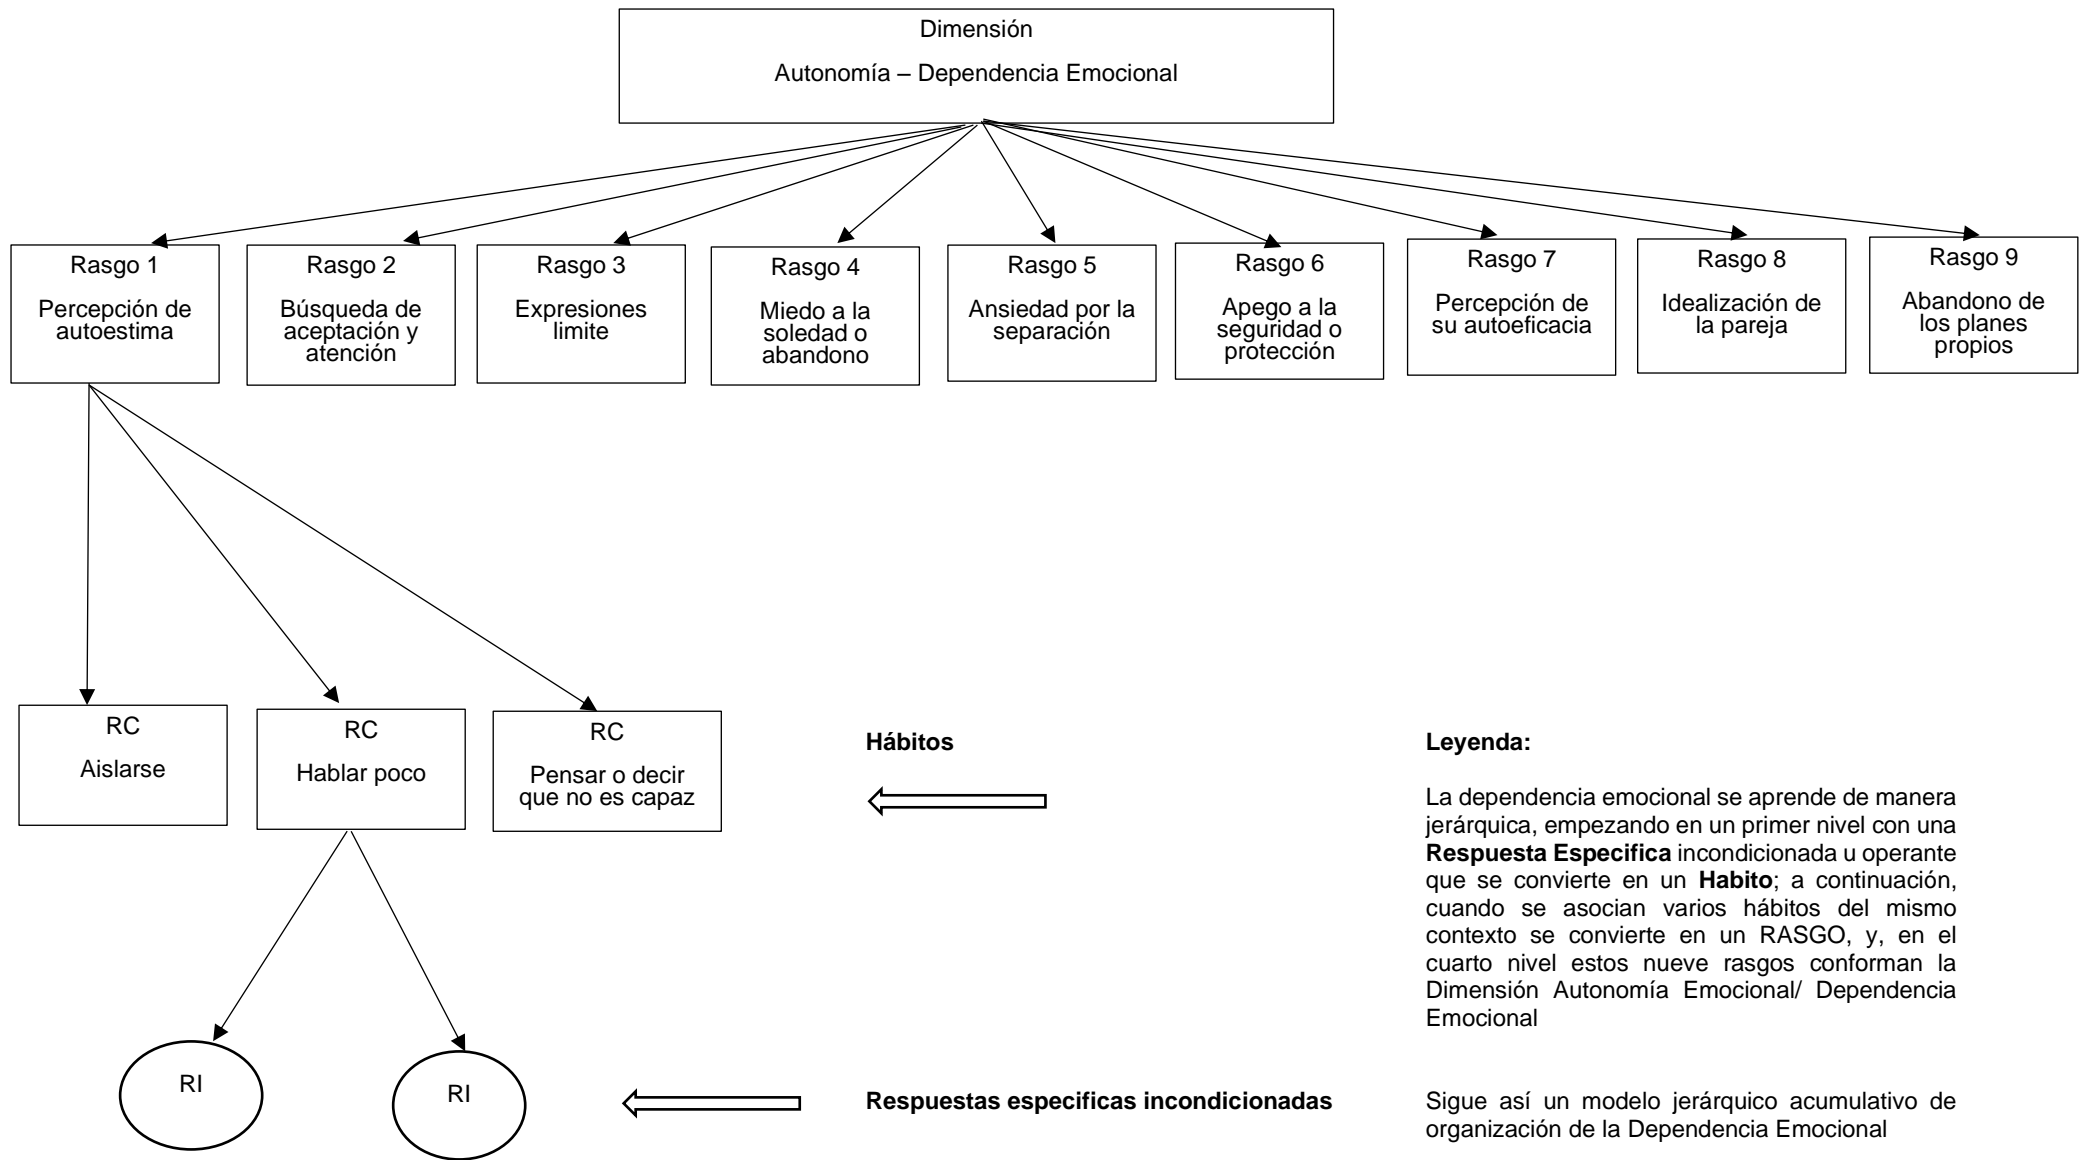 Dimensión
Autonomía – Dependencia Emocional
Rasgo 1
Percepción de
autoestima
Rasgo 2
Búsqueda de
aceptación y
atención
Rasgo 3
Expresiones
limite
Rasgo 4
Miedo a la
soledad o
abandono
Rasgo 5
Ansiedad por la
separación
Rasgo 6
Apego a la
seguridad o
protección
Rasgo 7
Percepción de
su autoeficacia
Rasgo 8
Idealización de
la pareja
Rasgo 9
Abandono de
los planes
propios
RC
Aislarse
RC
Hablar poco
RC
Pensar o decir
que no es capaz
Hábitos
Leyenda:
La dependencia emocional se aprende de manera
jerárquica, empezando en un primer nivel con una
Respuesta Especifica incondicionada u operante
que se convierte en un Habito; a continuación,
cuando se asocian varios hábitos del mismo
contexto se convierte en un RASGO, y, en el
cuarto nivel estos nueve rasgos conforman la
Dimensión Autonomía Emocional/ Dependencia
Emocional
RI
RI
Respuestas especificas incondicionadas
Sigue así un modelo jerárquico acumulativo de
organización de la Dependencia Emocional